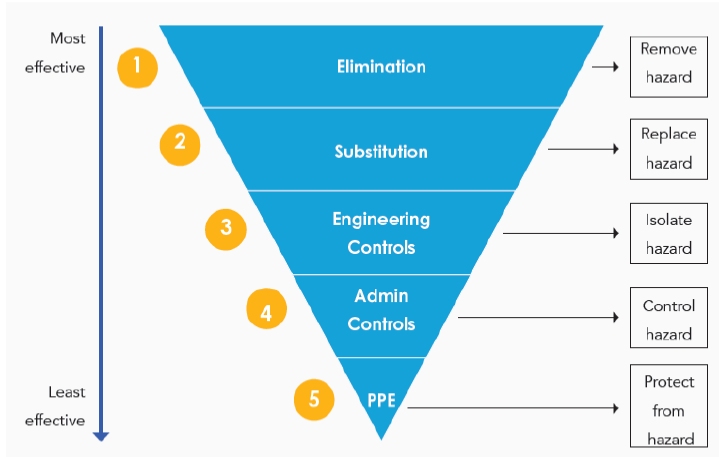 Most
effective
1
Elimination
Remove
hazard
2
Substitution
Replace
hazard
3
Engineering
Controls
Isolate
hazard
4
Admin
Controls
Control
hazard
Least
effective
5
PPE
Protect
from
hazard